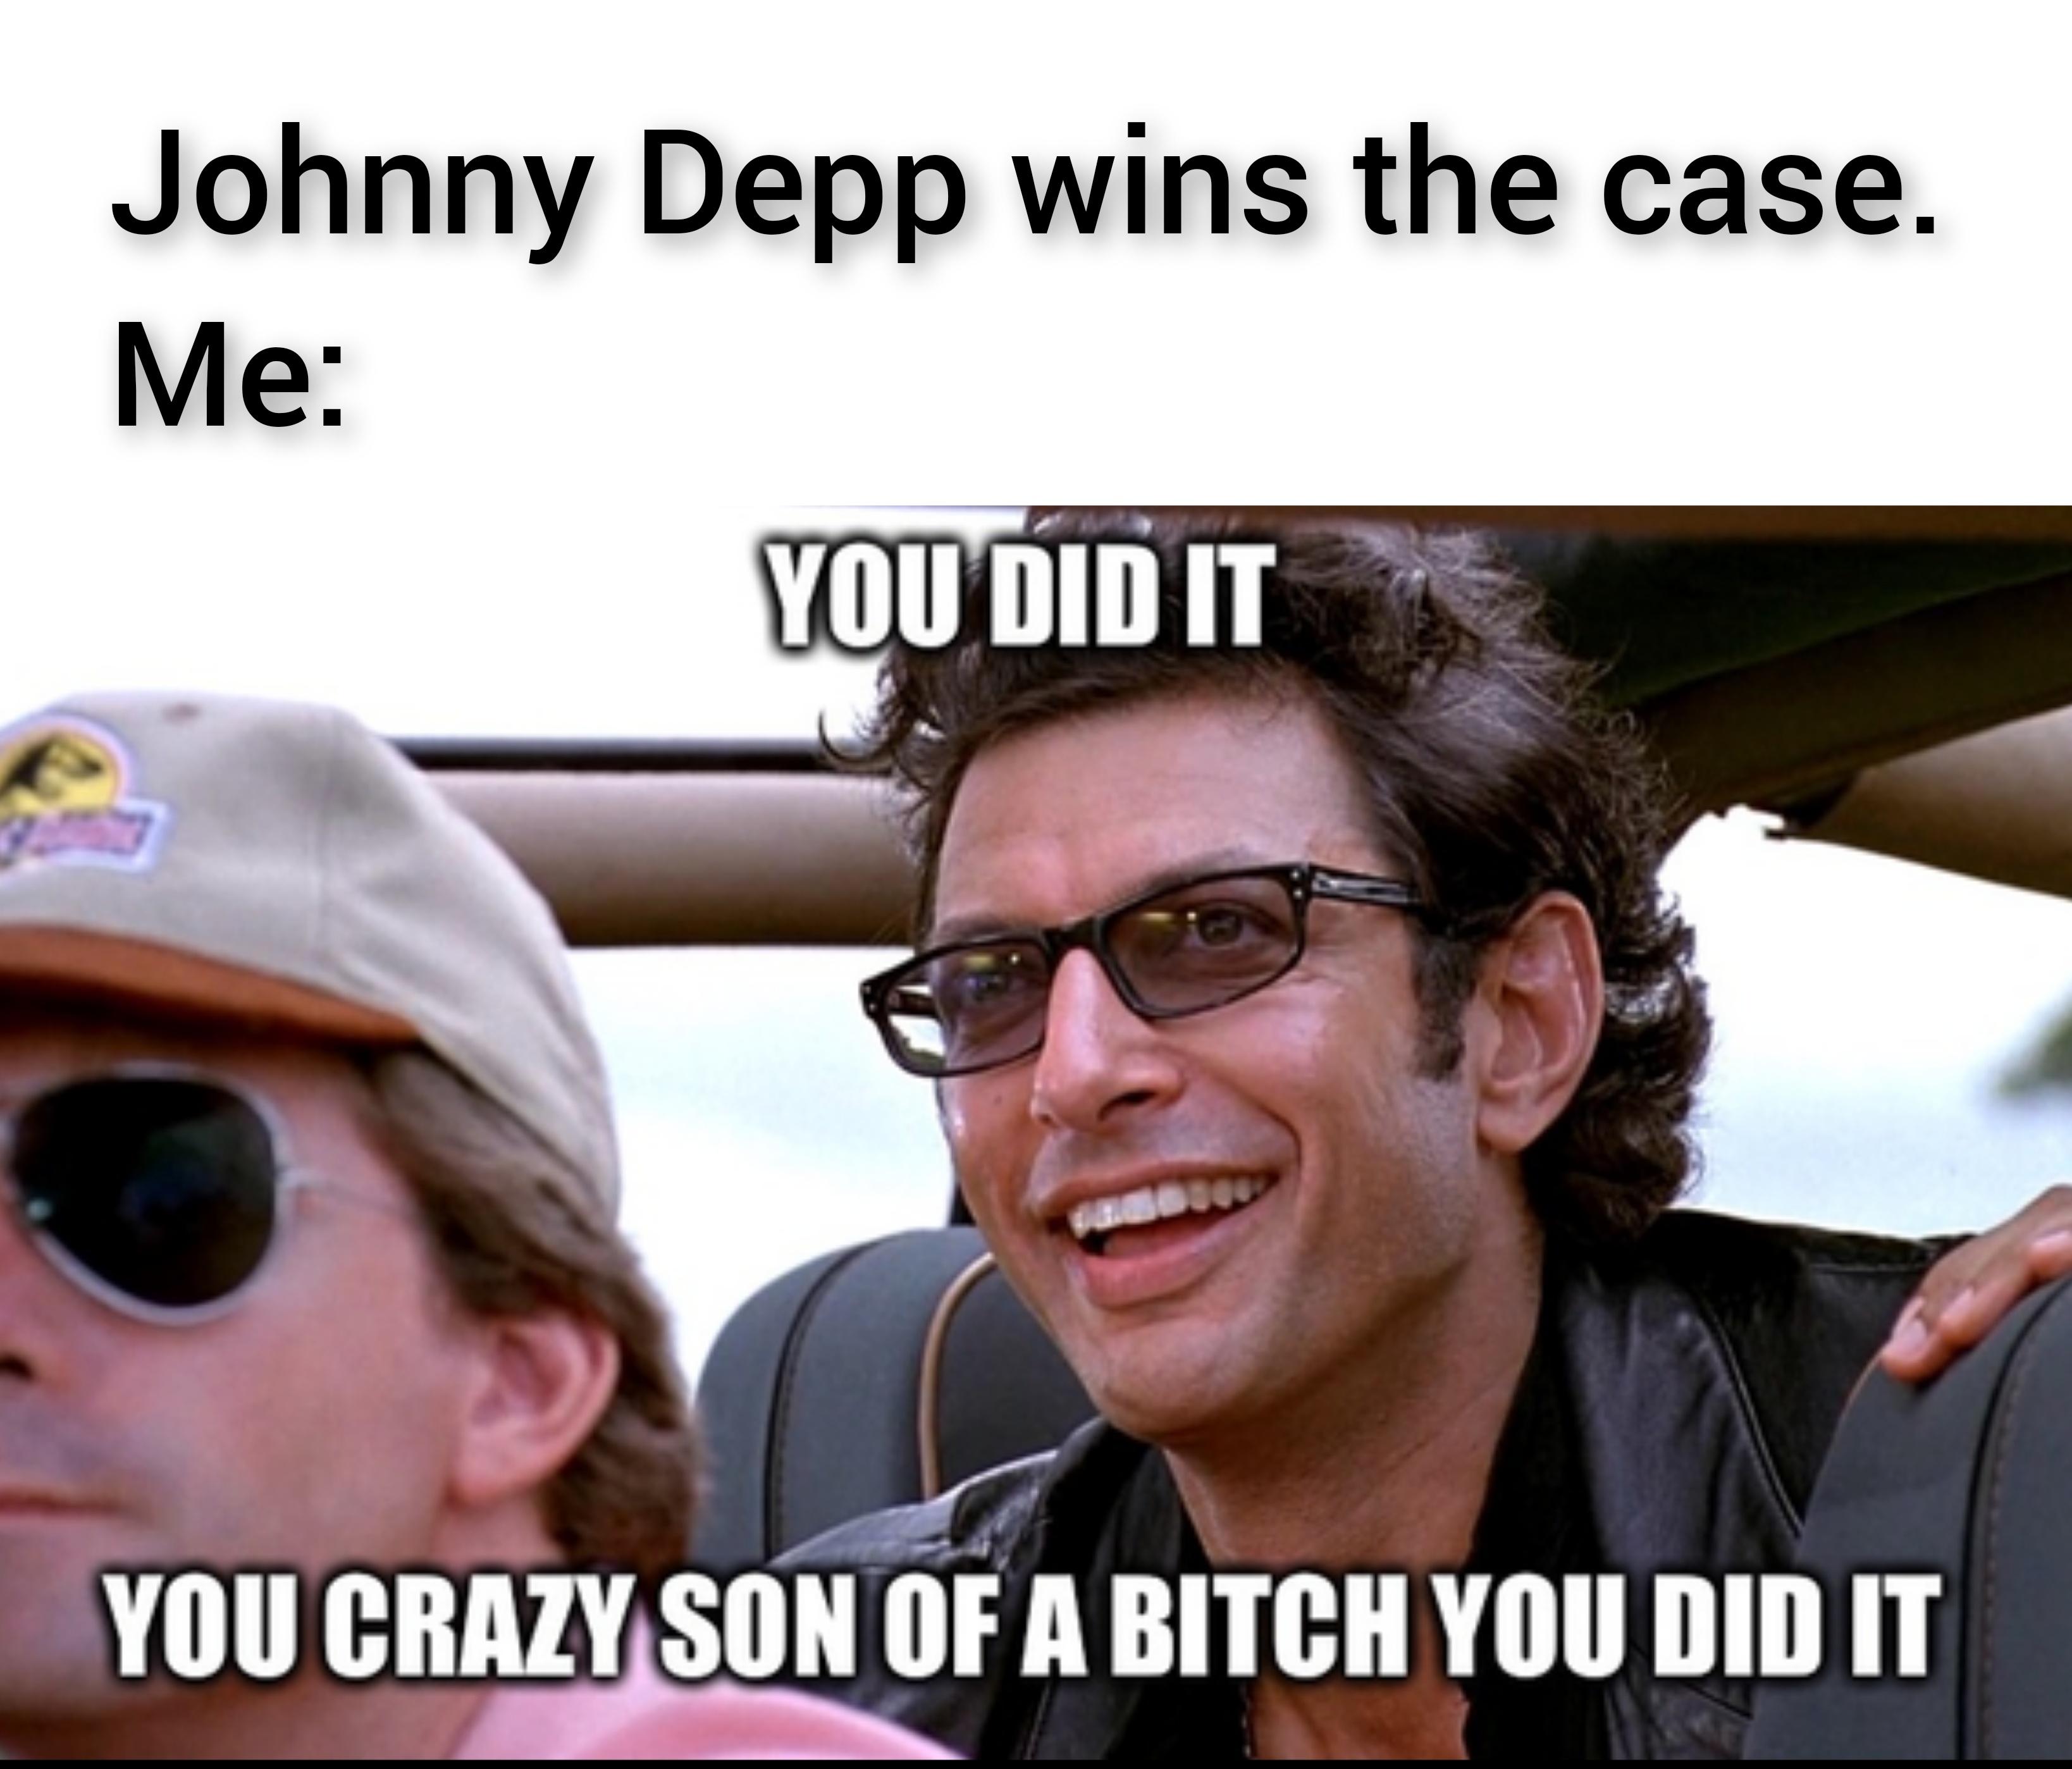 Johnny Depp wins the case.
Me:
YOU DID IT
YOU CRAZY SON OF A BITCH YOU DID IT